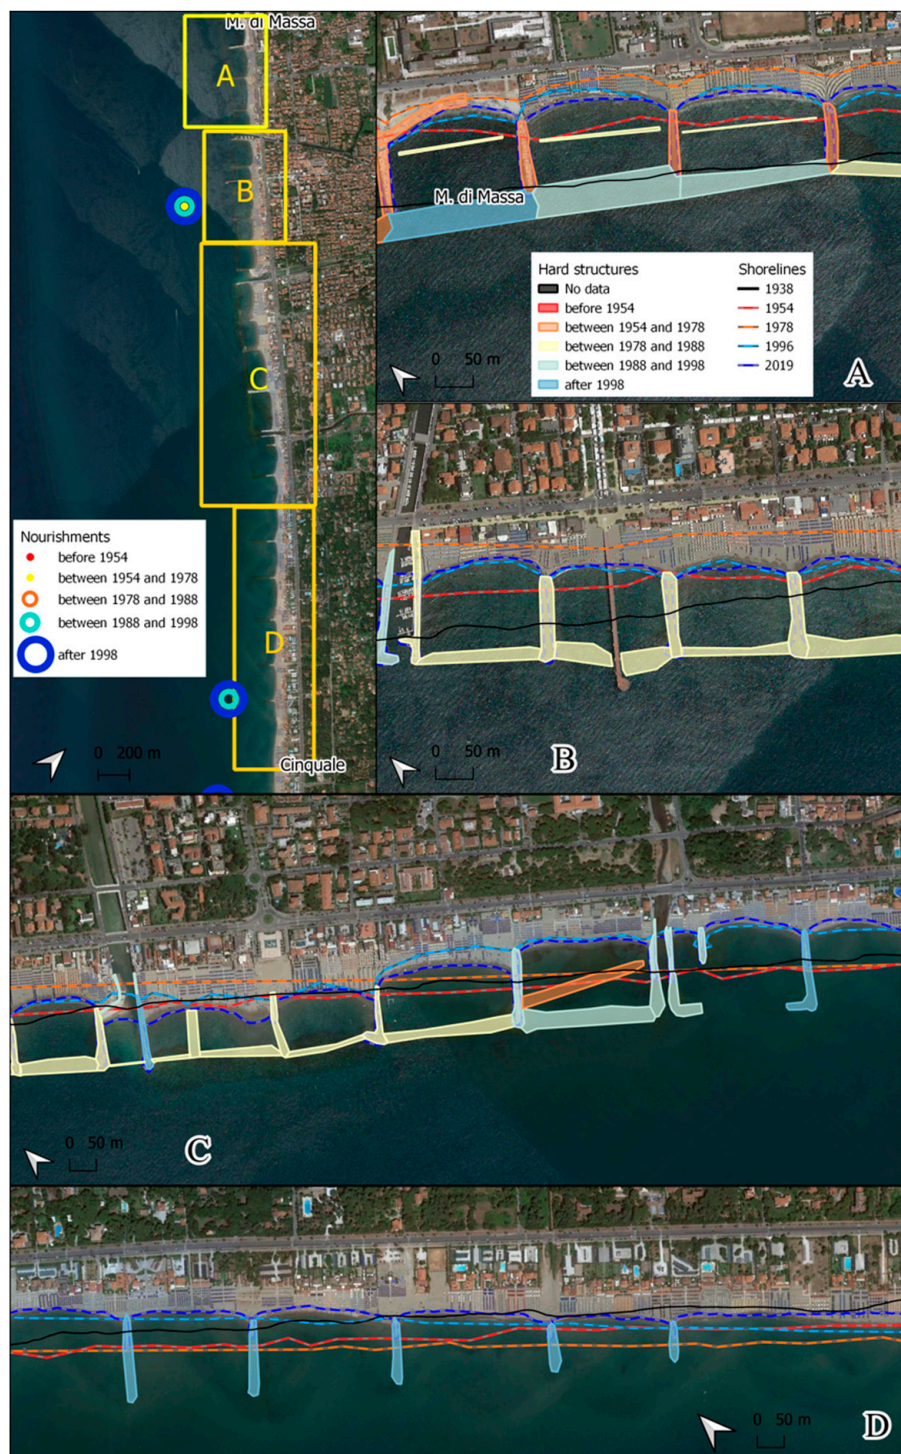 M. di Massa
A
B
C
D
Nourishments
before 1954
between 1954 and 1978
between 1978 and 1988
between 1988 and 1998
after 1998
0 200 m
Cinquale
M. di Massa
Hard structures
No data
before 1954
between 1954 and 1978
between 1978 and 1988
between 1988 and 1998
after 1998
Shorelines
1938
1954
1978
1996
2019
0 50 m
A
0 50 m
B
0 50 m
C
0 50 m
D